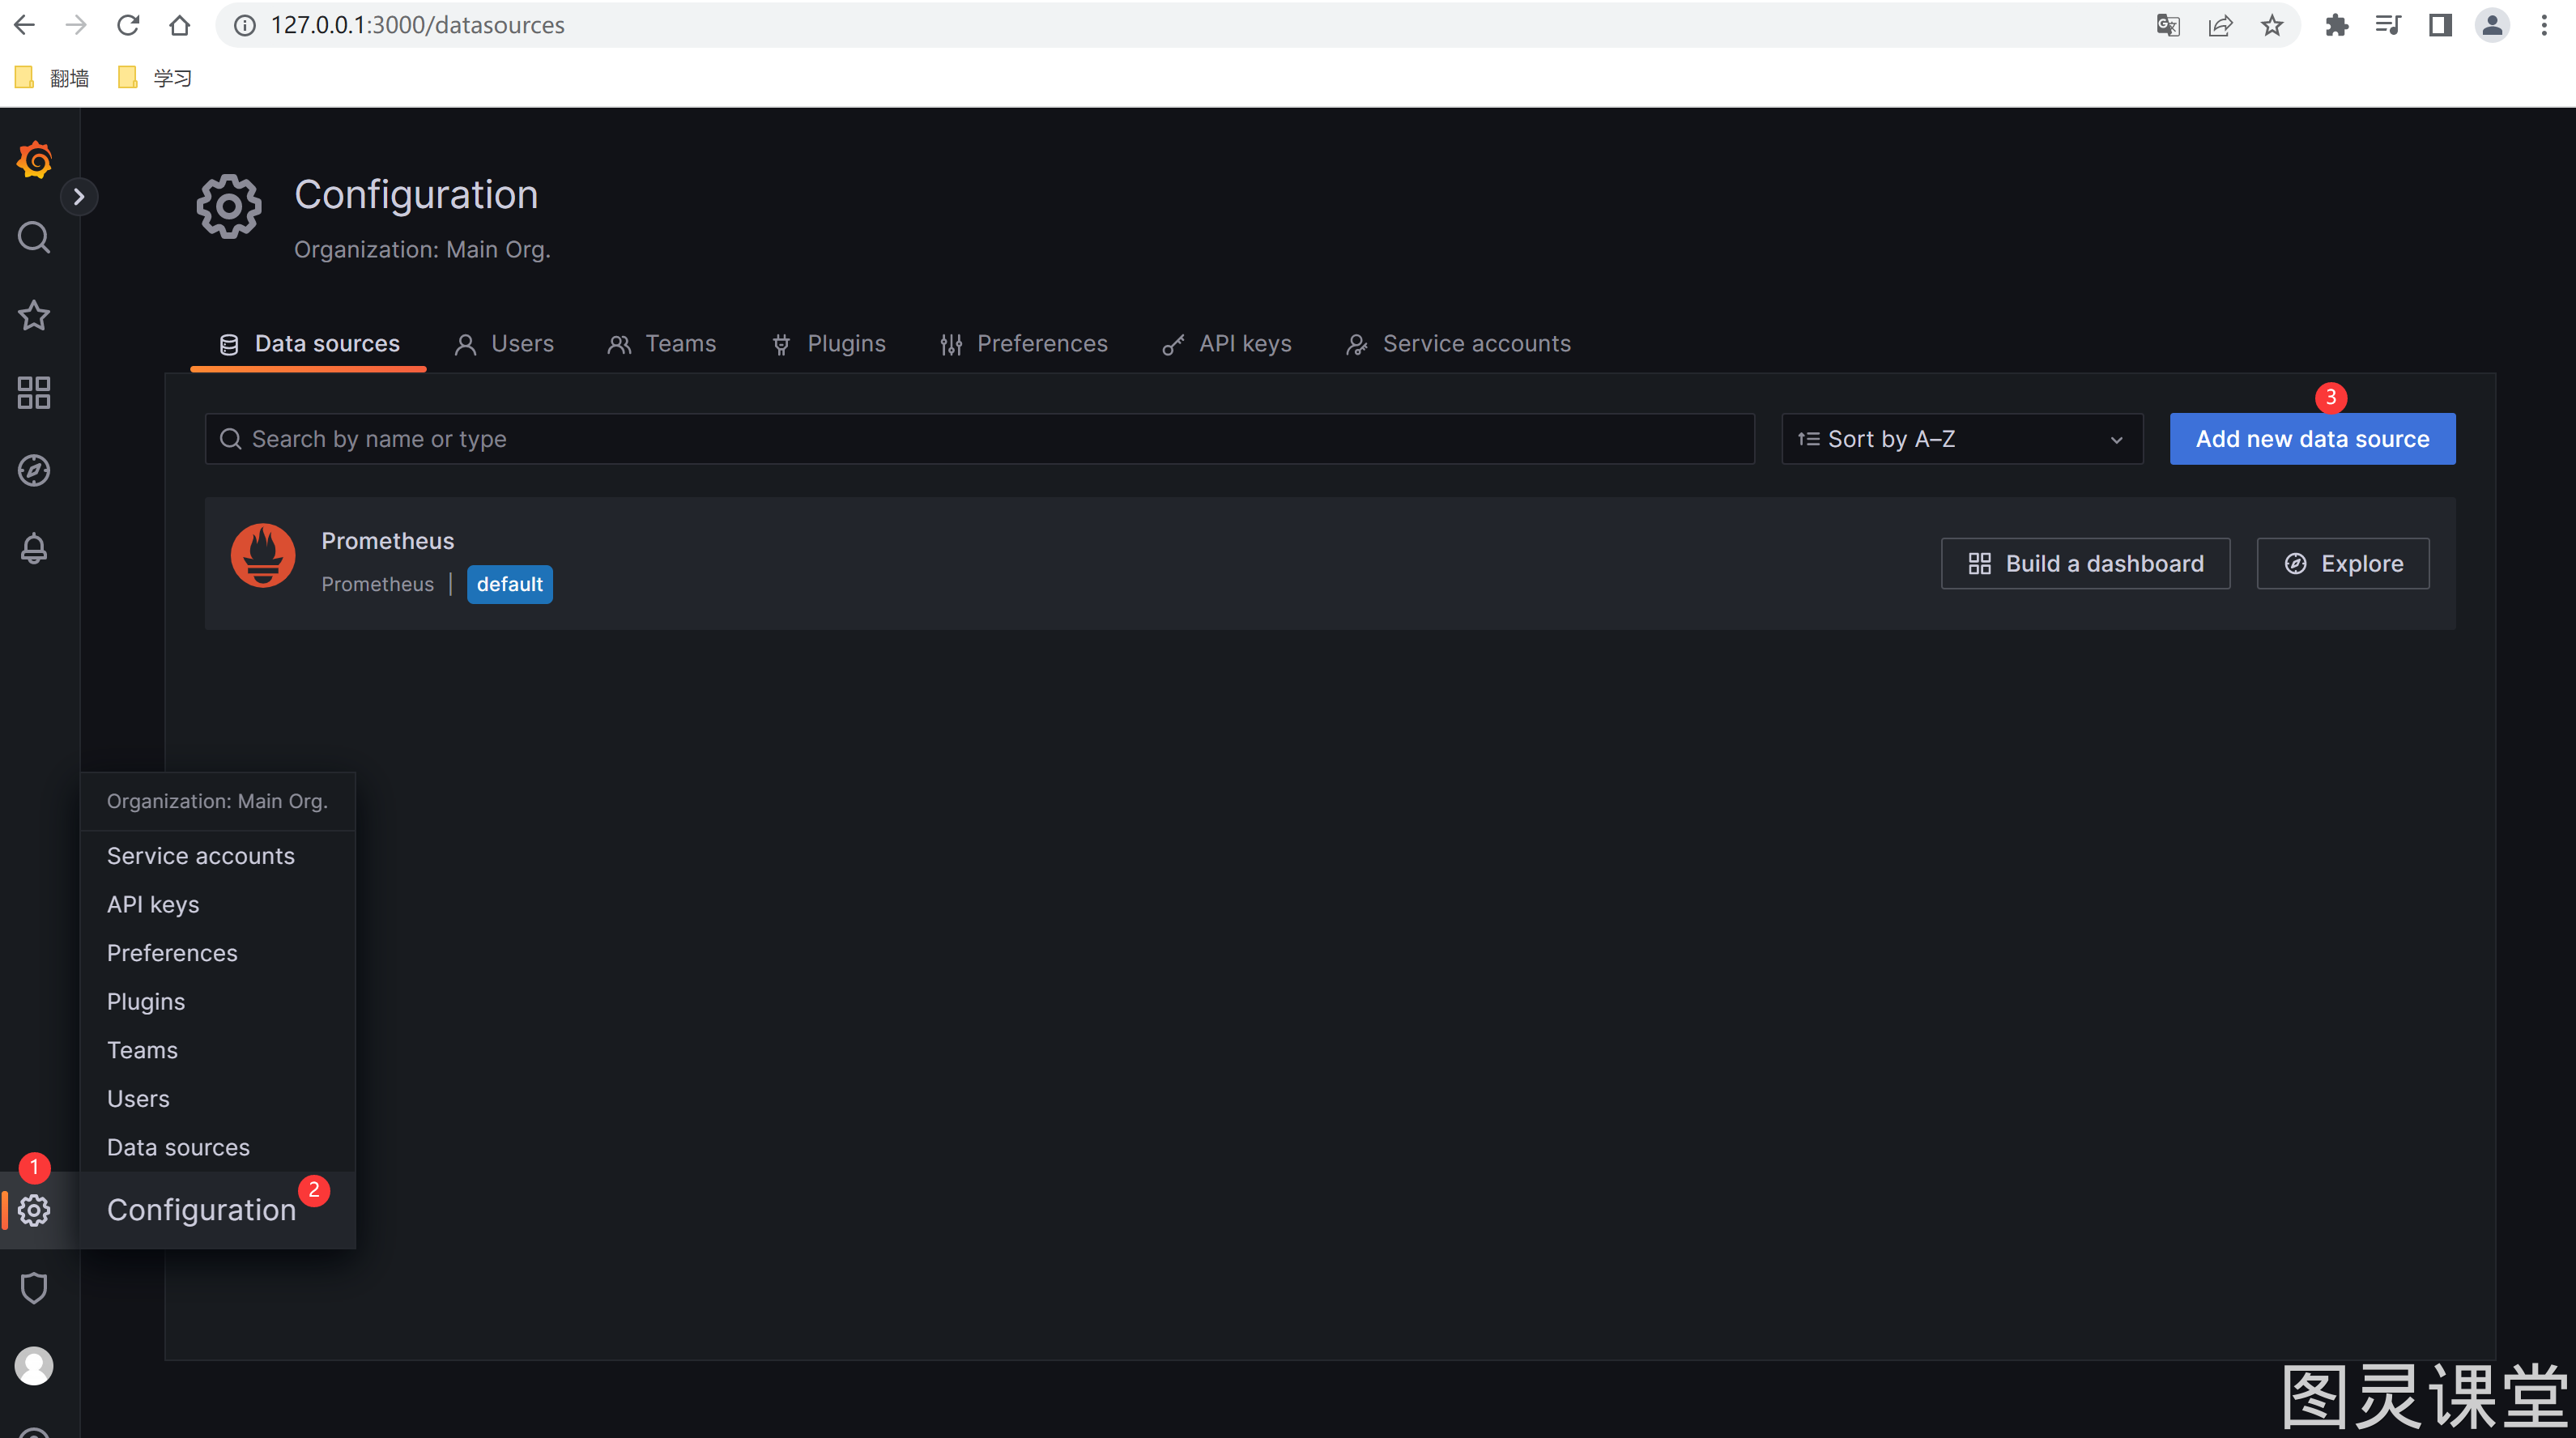 127.0.0.1:3000/datasources
翻墙 学习
Configuration
Organization: Main Org.
Data sources Users Teams Plugins Preferences API keys Service accounts
3
Search by name or type Sort by A–Z Add new data source
Prometheus
Prometheus | default
Build a dashboard Explore
Organization: Main Org.
Service accounts
API keys
Preferences
Plugins
Teams
Users
Data sources
1
Configuration 2
图灵课堂